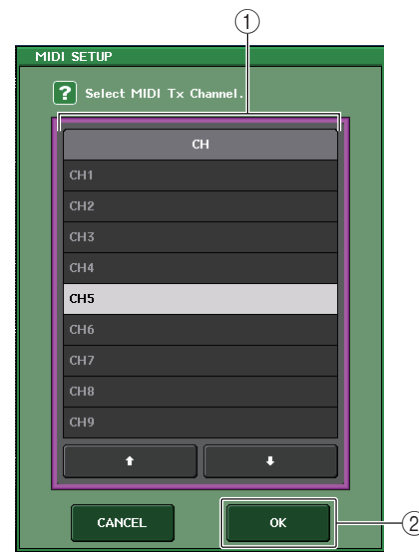 ①
MIDI SETUP
? Select MIDI Tx Channel.
CH
CH1
CH2
CH3
CH4
CH5
CH6
CH7
CH8
CH9
CANCEL
OK
②